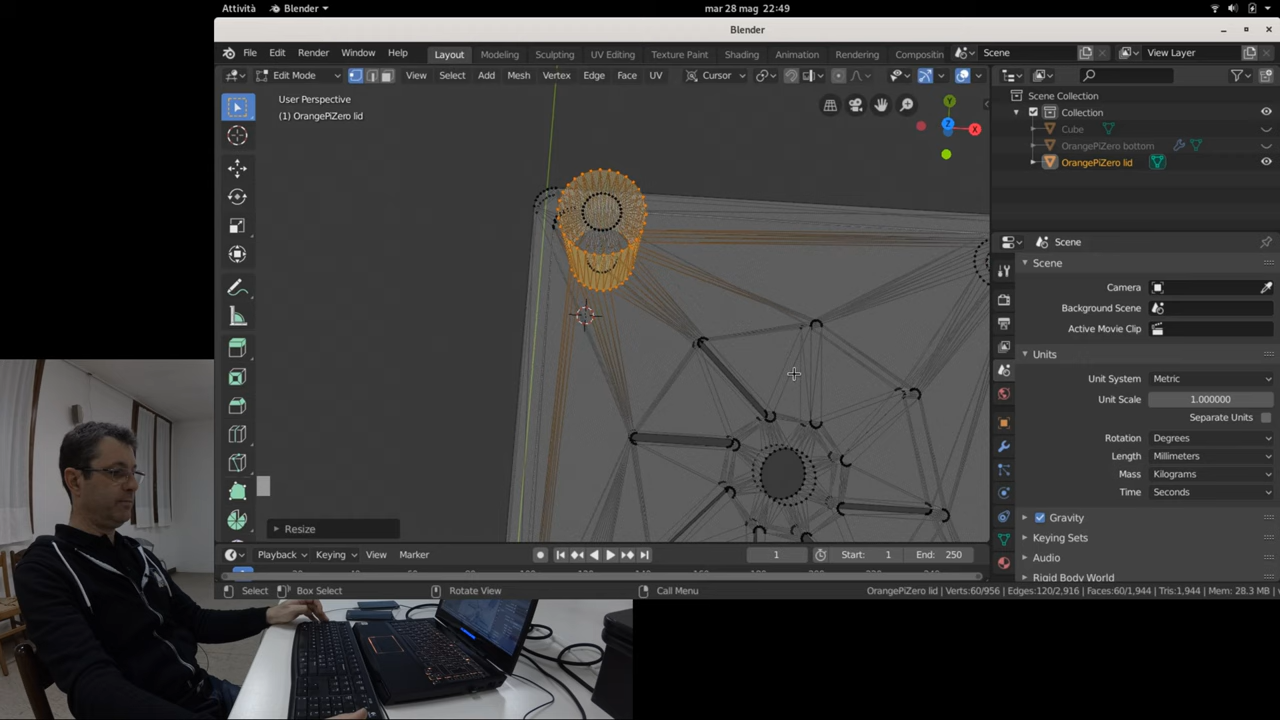 Attività
Blender
mar 28 mag 22:49
Blender
File Edit Render Window Help
Layout Modeling Sculpting UV Editing Texture Paint Shading Animation Rendering Compositin
Scene
View Layer
Edit Mode
View Select Add Mesh Vertex Edge Face UV
Cursor
User Perspective
(1) OrangePiZero lid
Y
Z
X
Scene Collection
Collection
Cube
OrangePiZero bottom
OrangePiZero lid
Scene
Scene
Camera
Background Scene
Active Movie Clip
Units
Unit System Metric
Unit Scale 1.000000
Separate Units
Rotation Degrees
Length Millimeters
Mass Kilograms
Time Seconds
Gravity
Keying Sets
Audio
Rigid Body World
Resize
Playback Keying View Marker
1
Start: 1
End: 250
Select Box Select Rotate View Call Menu
OrangePiZero lid | Verts:60/956 | Edges:120/2,916 | Faces:60/1,944 | Tris:1,944 | Mem: 28.3 MB